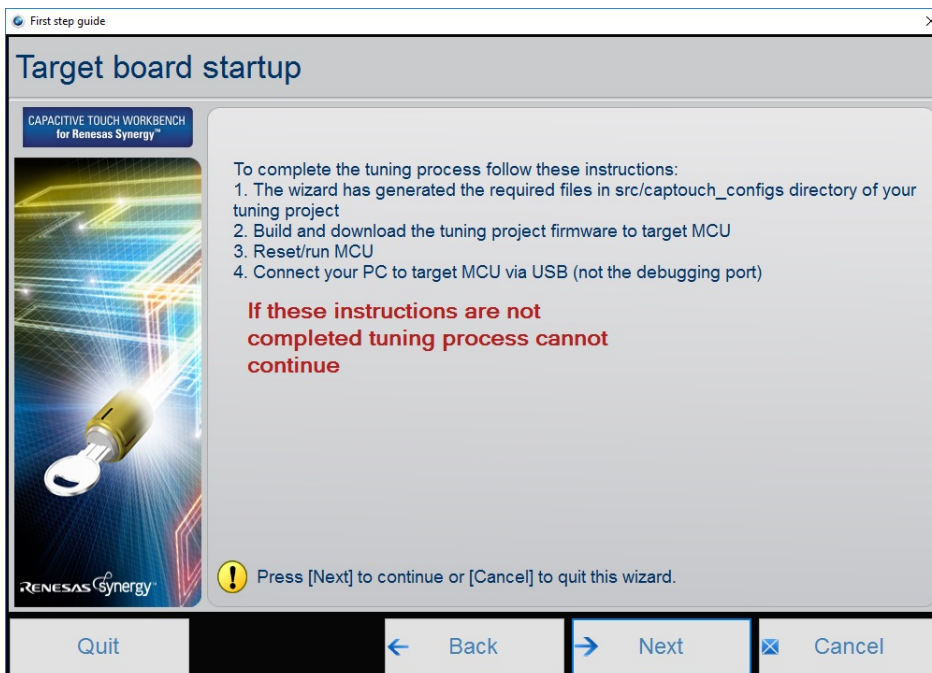 First step guide
Target board startup
CAPACITIVE TOUCH WORKBENCH
for Renesas Synergy™
To complete the tuning process follow these instructions:
1. The wizard has generated the required files in src/captouch_configs directory of your
tuning project
2. Build and download the tuning project firmware to target MCU
3. Reset/run MCU
4. Connect your PC to target MCU via USB (not the debugging port)
If these instructions are not
completed tuning process cannot
continue
RENESAS Synergy™
Press [Next] to continue or [Cancel] to quit this wizard.
Quit
Back
Next
Cancel